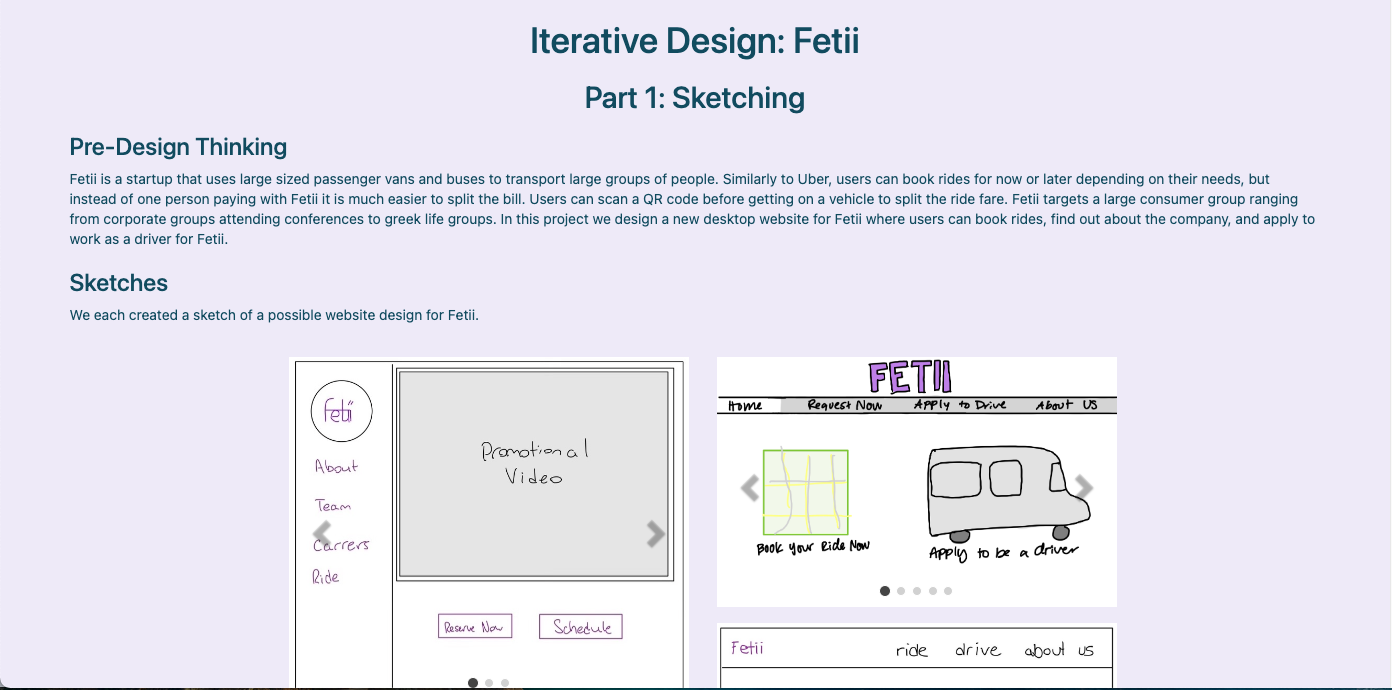 Iterative Design: Fetii
Part 1: Sketching
Pre-Design Thinking
Fetii is a startup that uses large sized passenger vans and buses to transport large groups of people. Similarly to Uber, users can book rides for now or later depending on their needs, but
instead of one person paying with Fetii it is much easier to split the bill. Users can scan a QR code before getting on a vehicle to split the ride fare. Fetii targets a large consumer group ranging
from corporate groups attending conferences to greek life groups. In this project we design a new desktop website for Fetii where users can book rides, find out about the company, and apply to
work as a driver for Fetii.
Sketches
We each created a sketch of a possible website design for Fetii.
fetii
About
Team
Carrers
Ride
Promotional
Video
Reserve Now
Schedule
FETII
Home Request Now Apply to Drive About US
Book your Ride Now
Apply to be a driver
Fetii ride drive about us